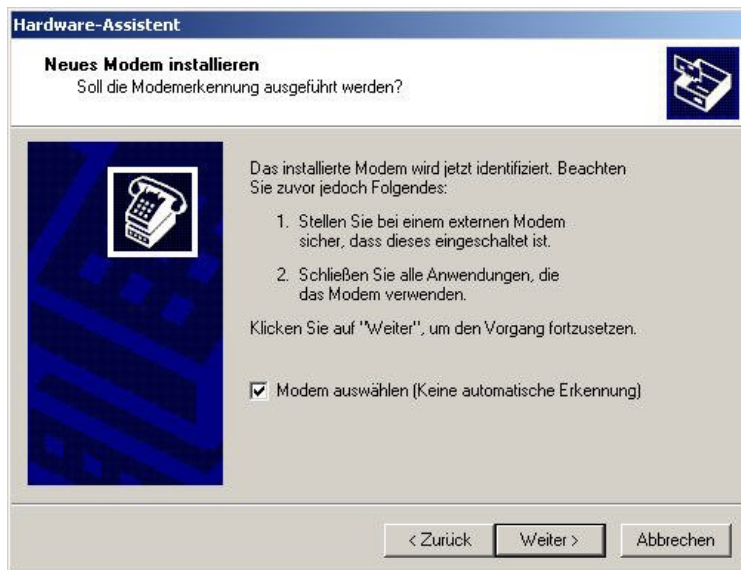 Hardware-Assistent
Neues Modem installieren
Soll die Modemerkennung ausgeführt werden?
Das installierte Modem wird jetzt identifiziert. Beachten
Sie zuvor jedoch Folgendes:
1. Stellen Sie bei einem externen Modem
sicher, dass dieses eingeschaltet ist.
2. Schließen Sie alle Anwendungen, die
das Modem verwenden.
Klicken Sie auf "Weiter", um den Vorgang fortzusetzen.
Modem auswählen (Keine automatische Erkennung)
< Zurück Weiter > Abbrechen